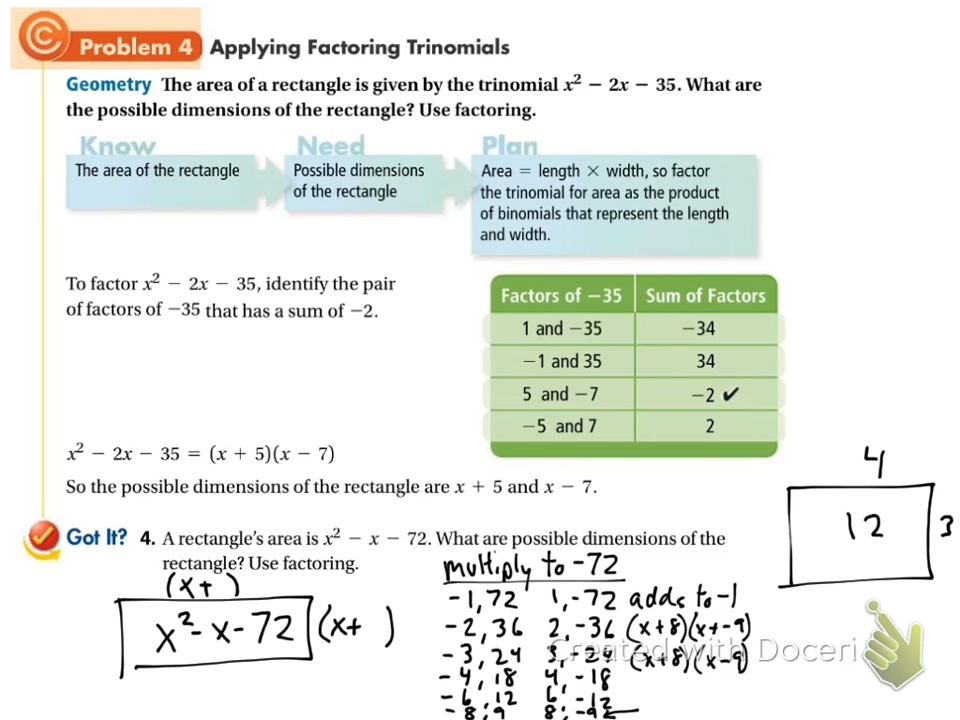 C
Problem 4 Applying Factoring Trinomials
Geometry The area of a rectangle is given by the trinomial x² − 2x − 35. What are
the possible dimensions of the rectangle? Use factoring.
Know
The area of the rectangle
Need
Possible dimensions
of the rectangle
Plan
Area = length × width, so factor
the trinomial for area as the product
of binomials that represent the length
and width.
To factor x² − 2x − 35, identify the pair
of factors of −35 that has a sum of −2.
Factors of −35 Sum of Factors
1 and −35 −34
−1 and 35 34
5 and −7 −2 ✔
−5 and 7 2
x² − 2x − 35 = (x + 5)(x − 7)
So the possible dimensions of the rectangle are x + 5 and x − 7.
4
12 3
Got It? 4. A rectangle's area is x² − x − 72. What are possible dimensions of the
rectangle? Use factoring.
(x+ )
x²-x-72 (x+ )
multiply to -72
-1,72 1,-72 adds to -1
-2,36 2,-36 (x+8)(x+-9)
-3,24 3,-24 (x+8)(x-9)
-4,18 4,-18
-6,12 6,-12
-8,9 8,-9
Created with Doceri